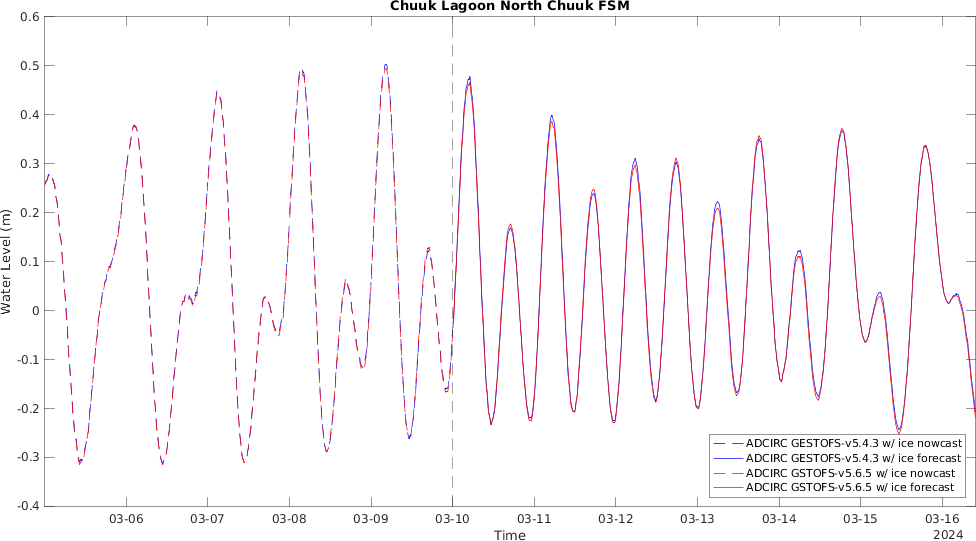 Chuuk Lagoon North Chuuk FSM
0.6
0.5
0.4
0.3
0.2
0.1
0
-0.1
-0.2
-0.3
-0.4
Water Level (m)
ADCIRC GESTOFS-v5.4.3 w/ ice nowcast
ADCIRC GESTOFS-v5.4.3 w/ ice forecast
ADCIRC GSTOFS-v5.6.5 w/ ice nowcast
ADCIRC GSTOFS-v5.6.5 w/ ice forecast
03-06 03-07 03-08 03-09 03-10 03-11 03-12 03-13 03-14 03-15 03-16
Time
2024